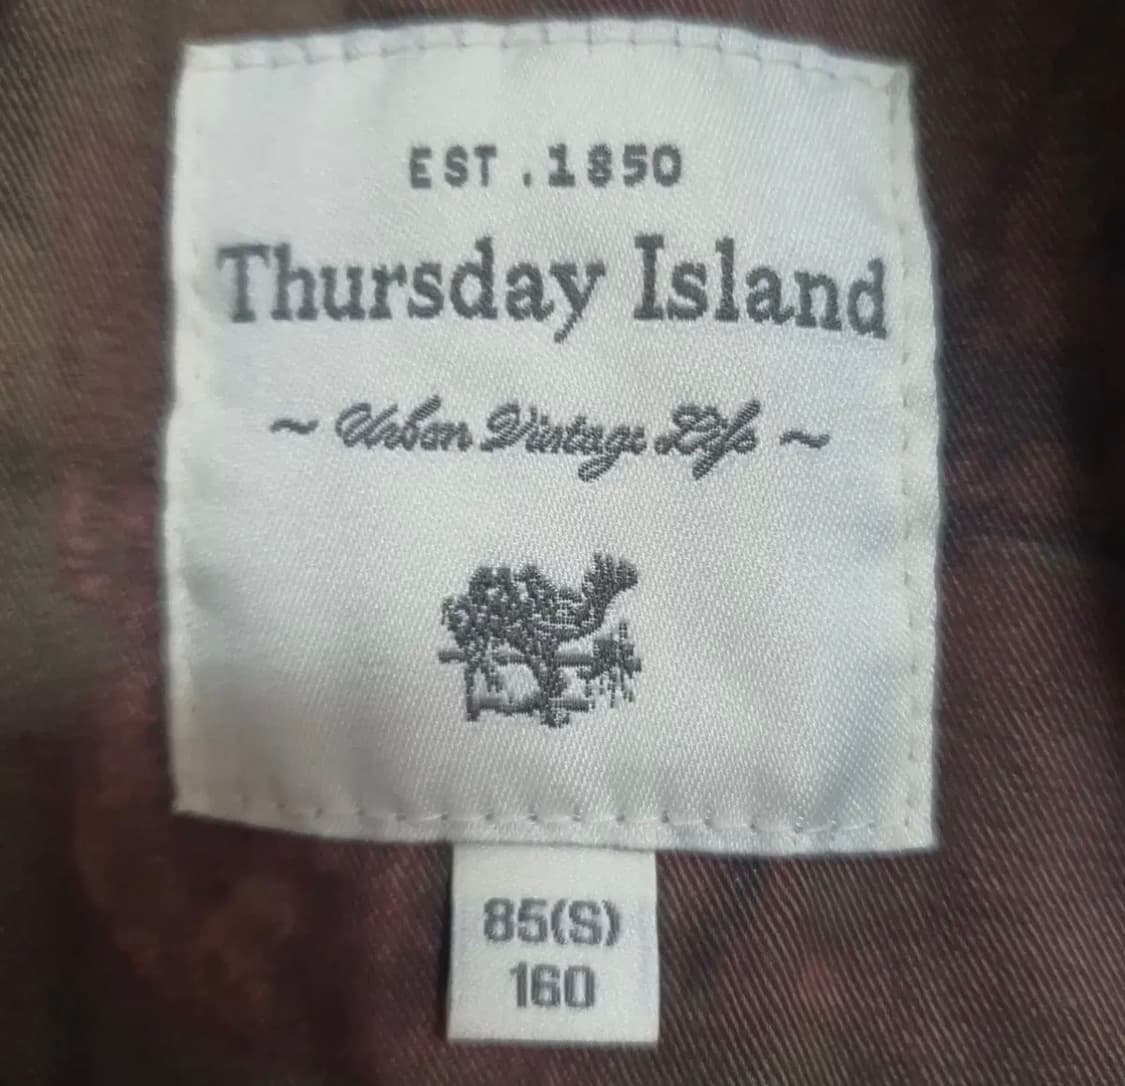 EST.1850
Thursday Island
~ Urban Vintage Life ~
85(S)
160